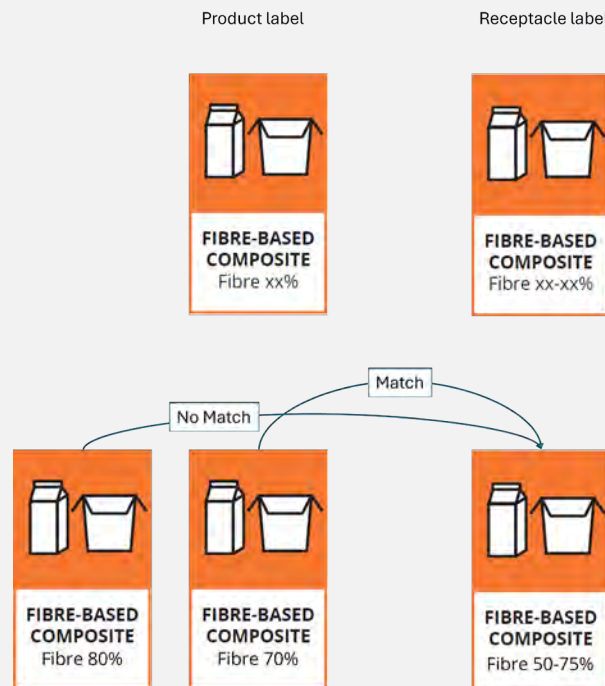 Product label
Receptacle label
FIBRE-BASED
COMPOSITE
Fibre xx%
FIBRE-BASED
COMPOSITE
Fibre xx-xx%
Match
No Match
FIBRE-BASED
COMPOSITE
Fibre 80%
FIBRE-BASED
COMPOSITE
Fibre 70%
FIBRE-BASED
COMPOSITE
Fibre 50-75%